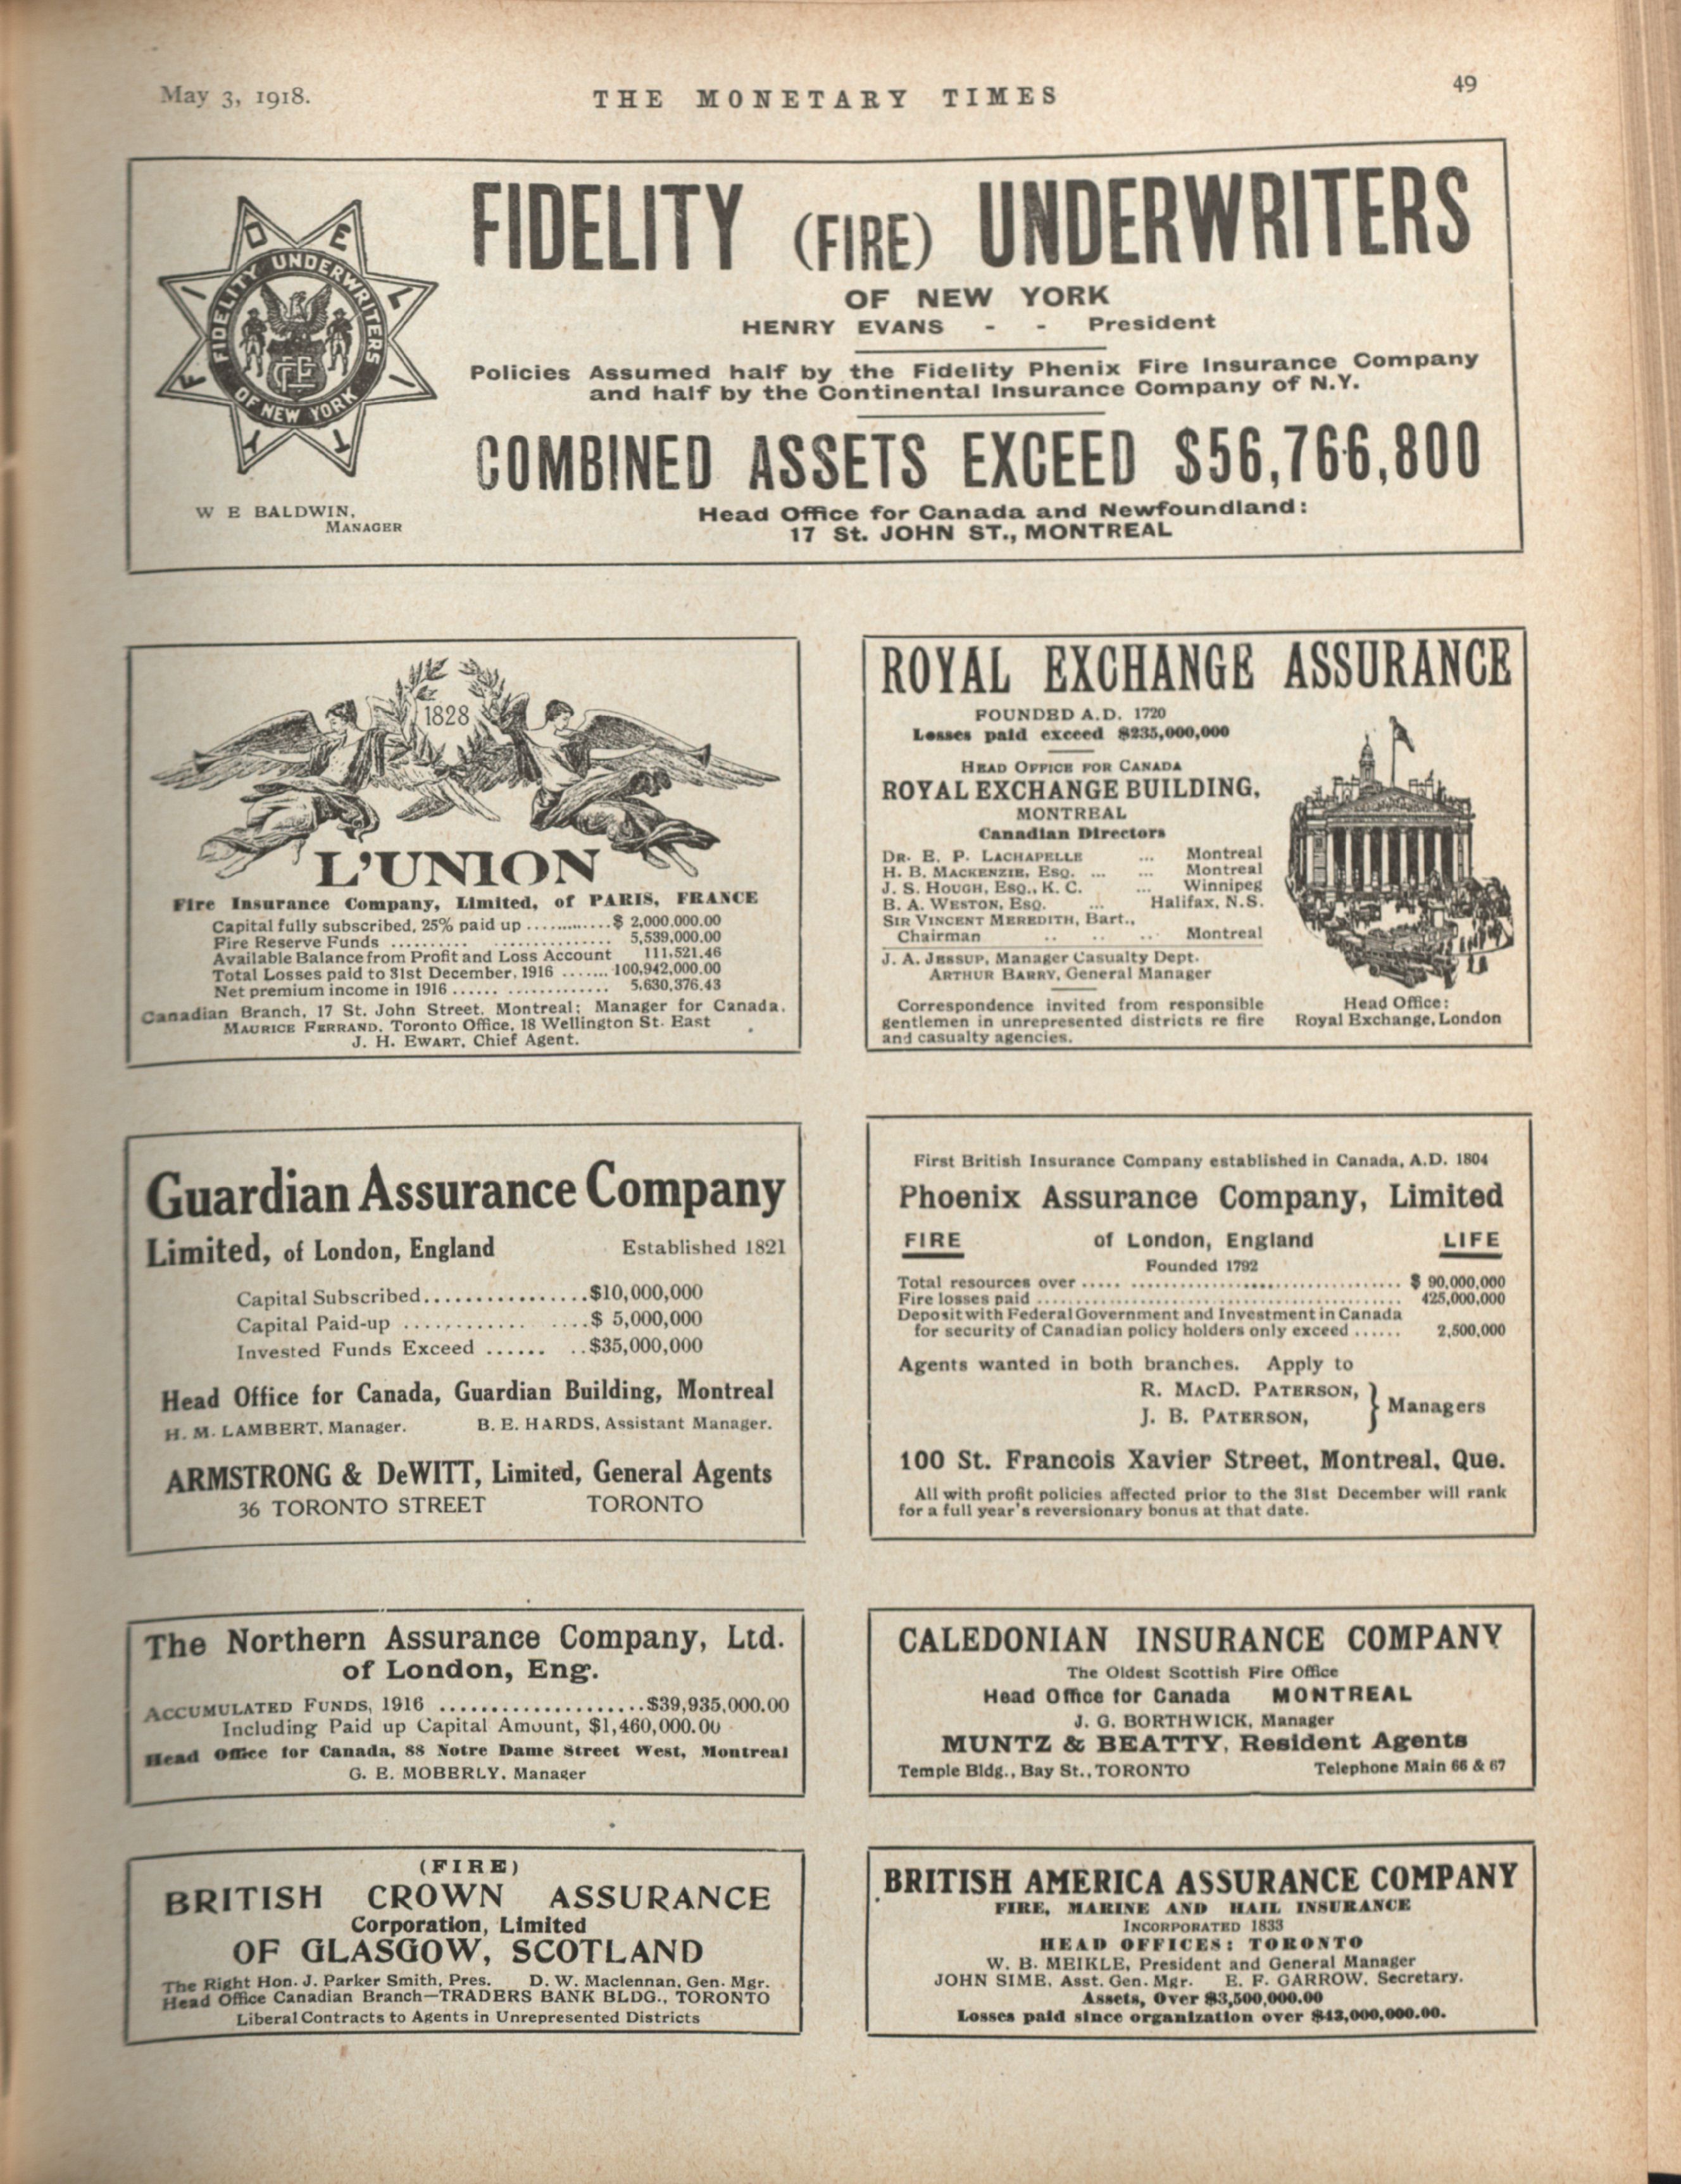 May 3, 1918.
THE MONETARY TIMES
49
FIDELITY
FIDELITY UNDERWRITERS
OF NEW YORK
W E BALDWIN,
MANAGER
FIDELITY (FIRE) UNDERWRITERS
OF NEW YORK
HENRY EVANS - - President
Policies Assumed half by the Fidelity Phenix Fire Insurance Company
and half by the Continental Insurance Company of N.Y.
COMBINED ASSETS EXCEED $56,766,800
Head Office for Canada and Newfoundland:
17 St. JOHN ST., MONTREAL
1828
L'UNION
Fire Insurance Company, Limited, of PARIS, FRANCE
Capital fully subscribed, 25% paid up ............ $ 2,000,000.00
Fire Reserve Funds .......... ............... 5,539,000.00
Available Balance from Profit and Loss Account 111,521.46
Total Losses paid to 31st December, 1916 ....... 100,942,000.00
Net premium income in 1916 ...... ............. 5,630,376.43
Canadian Branch, 17 St. John Street, Montreal; Manager for Canada,
MAURICE FERRAND. Toronto Office, 18 Wellington St. East
J. H. EWART, Chief Agent.
ROYAL EXCHANGE ASSURANCE
FOUNDED A.D. 1720
Losses paid exceed $235,000,000
HEAD OFFICE FOR CANADA
ROYAL EXCHANGE BUILDING,
MONTREAL
Canadian Directors
DR. E. P. LACHAPELLE ... Montreal
H. B. MACKENZIE, ESQ. ... ... Montreal
J. S. HOUGH, ESQ., K. C. ... Winnipeg
B. A. WESTON, ESQ. ... Halifax, N.S.
SIR VINCENT MEREDITH, Bart.,
Chairman .. .. ... Montreal
J. A. JESSUP, Manager Casualty Dept.
ARTHUR BARRY, General Manager
Correspondence invited from responsible
gentlemen in unrepresented districts re fire
and casualty agencies.
Head Office:
Royal Exchange, London
Guardian Assurance Company
Limited, of London, England Established 1821
Capital Subscribed................$10,000,000
Capital Paid-up ............ ....$ 5,000,000
Invested Funds Exceed ...... ..$35,000,000
Head Office for Canada, Guardian Building, Montreal
H. M. LAMBERT, Manager. B. E. HARDS, Assistant Manager.
ARMSTRONG & DeWITT, Limited, General Agents
36 TORONTO STREET TORONTO
First British Insurance Company established in Canada, A.D. 1804
Phoenix Assurance Company, Limited
FIRE of London, England LIFE
Founded 1792
Total resources over ..... ................................ $ 90,000,000
Fire losses paid ........................................... 425,000,000
Deposit with Federal Government and Investment in Canada
for security of Canadian policy holders only exceed ...... 2,500,000
Agents wanted in both branches. Apply to
R. MACD. PATERSON,
J. B. PATERSON,
} Managers
100 St. Francois Xavier Street, Montreal, Que.
All with profit policies affected prior to the 31st December will rank
for a full year's reversionary bonus at that date.
The Northern Assurance Company, Ltd.
of London, Eng.
ACCUMULATED FUNDS, 1916 ....................$39,935,000.00
Including Paid up Capital Amount, $1,460,000.00
Head Office for Canada, 88 Notre Dame Street West, Montreal
G. E. MOBERLY, Manager
CALEDONIAN INSURANCE COMPANY
The Oldest Scottish Fire Office
Head Office for Canada MONTREAL
J. G. BORTHWICK, Manager
MUNTZ & BEATTY, Resident Agents
Temple Bldg., Bay St., TORONTO Telephone Main 66 & 67
(FIRE)
BRITISH CROWN ASSURANCE
Corporation, Limited
OF GLASGOW, SCOTLAND
The Right Hon. J. Parker Smith, Pres. D. W. Maclennan, Gen. Mgr.
Head Office Canadian Branch—TRADERS BANK BLDG., TORONTO
Liberal Contracts to Agents in Unrepresented Districts
BRITISH AMERICA ASSURANCE COMPANY
FIRE, MARINE AND HAIL INSURANCE
INCORPORATED 1833
HEAD OFFICES: TORONTO
W. B. MEIKLE, President and General Manager
JOHN SIME, Asst. Gen. Mgr. E. F. GARROW, Secretary.
Assets, Over $3,500,000.00
Losses paid since organization over $43,000,000.00.